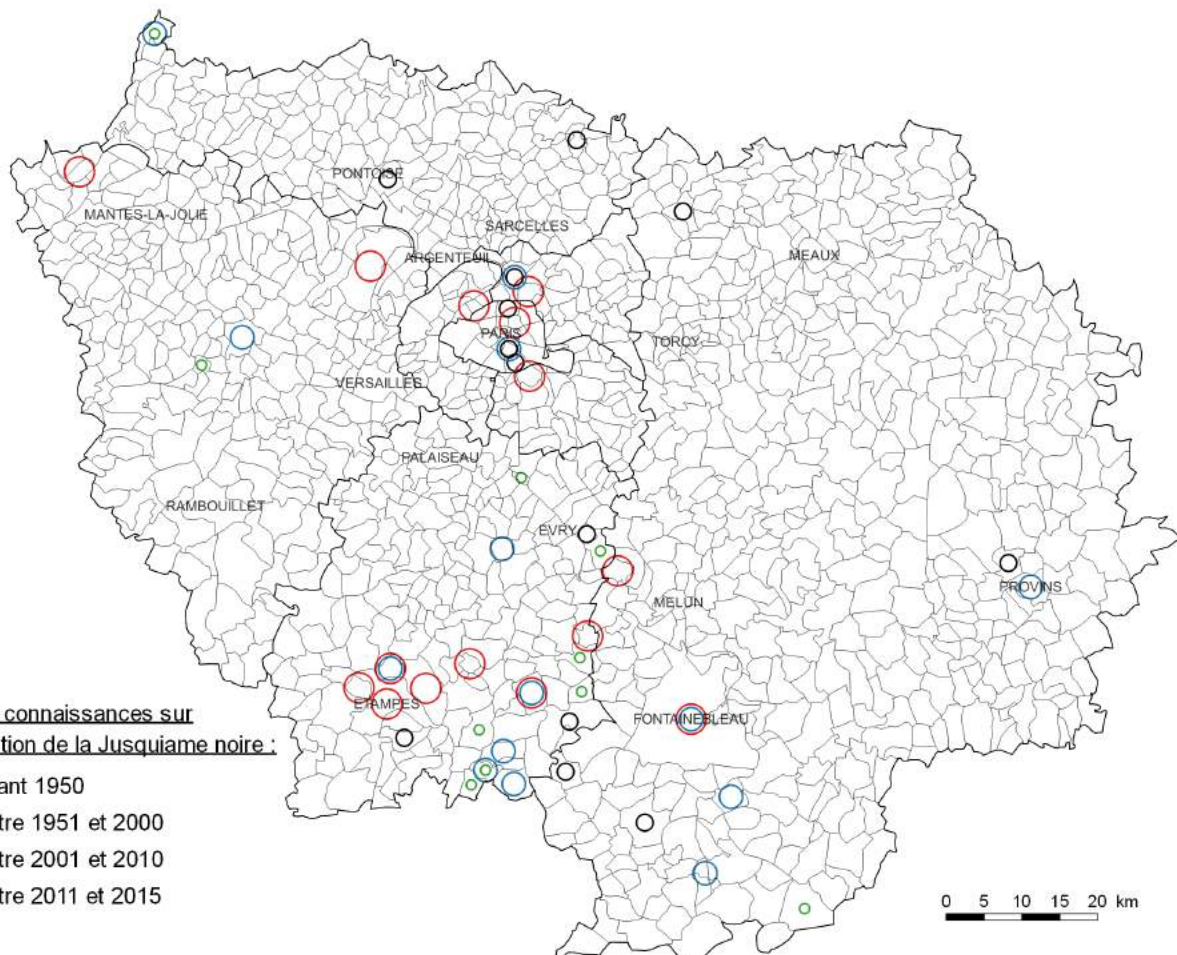 PONTOISE
MANTES-LA-JOLIE
SARCELLES
ARGENTEUIL
MEAUX
PARIS
TORCY
VERSAILLES
PALAISEAU
RAMBOUILLET
EVRY
PROVINS
MELUN
ETAMPES
FONTAINEBLEAU
connaissances sur
tion de la Jusquiame noire :
ant 1950
tre 1951 et 2000
tre 2001 et 2010
tre 2011 et 2015
0 5 10 15 20 km